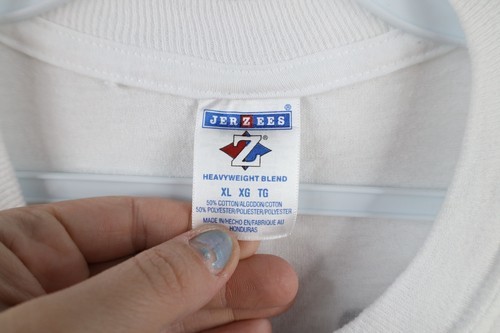 JERZEES®
Z®
HEAVYWEIGHT BLEND
XL XG TG
50% COTTON/ALGODON/COTON
50% POLYESTER/POLIESTER/POLYESTER
MADE IN/HECHO EN/FABRIQUE AU
HONDURAS